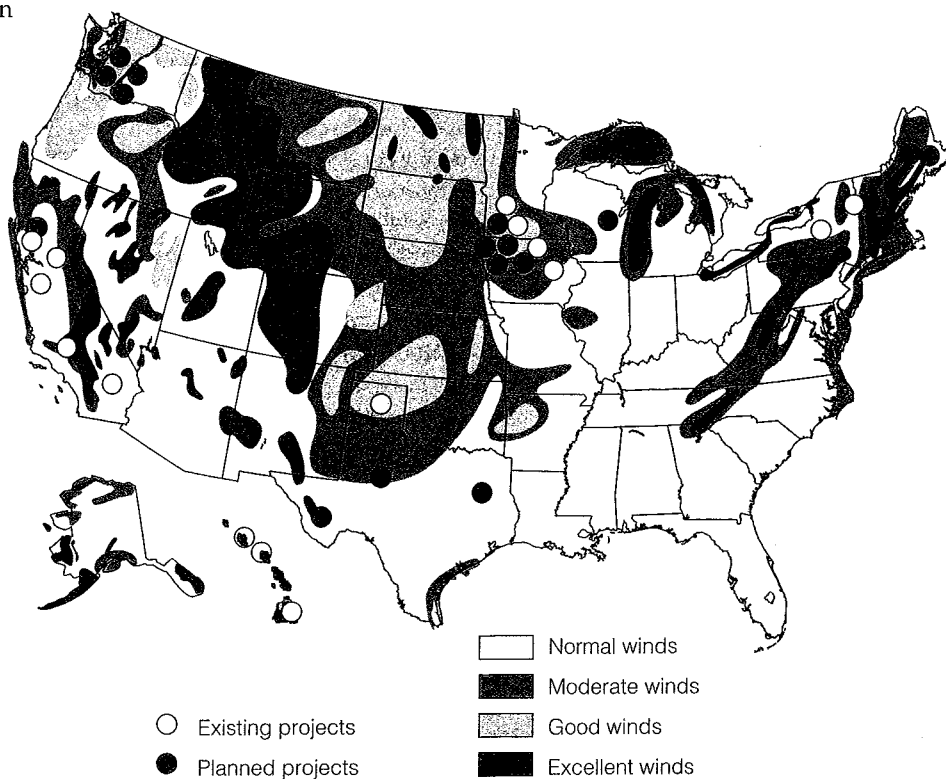 n
Normal winds
Moderate winds
Good winds
Excellent winds
Existing projects
Planned projects